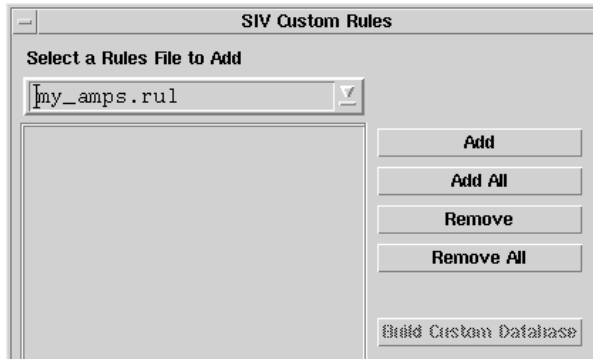 SIV Custom Rules
Select a Rules File to Add
my_amps.rul
Add
Add All
Remove
Remove All
Build Custom Database